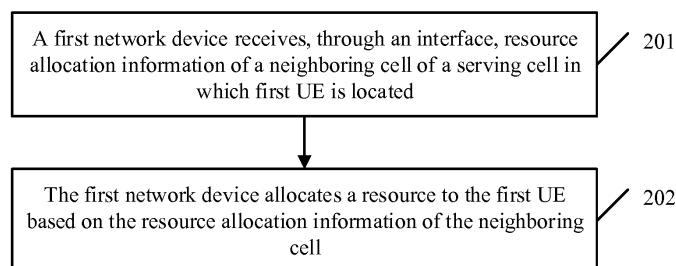 A first network device receives, through an interface, resource
allocation information of a neighboring cell of a serving cell in
which first UE is located
201
The first network device allocates a resource to the first UE
based on the resource allocation information of the neighboring
cell
202